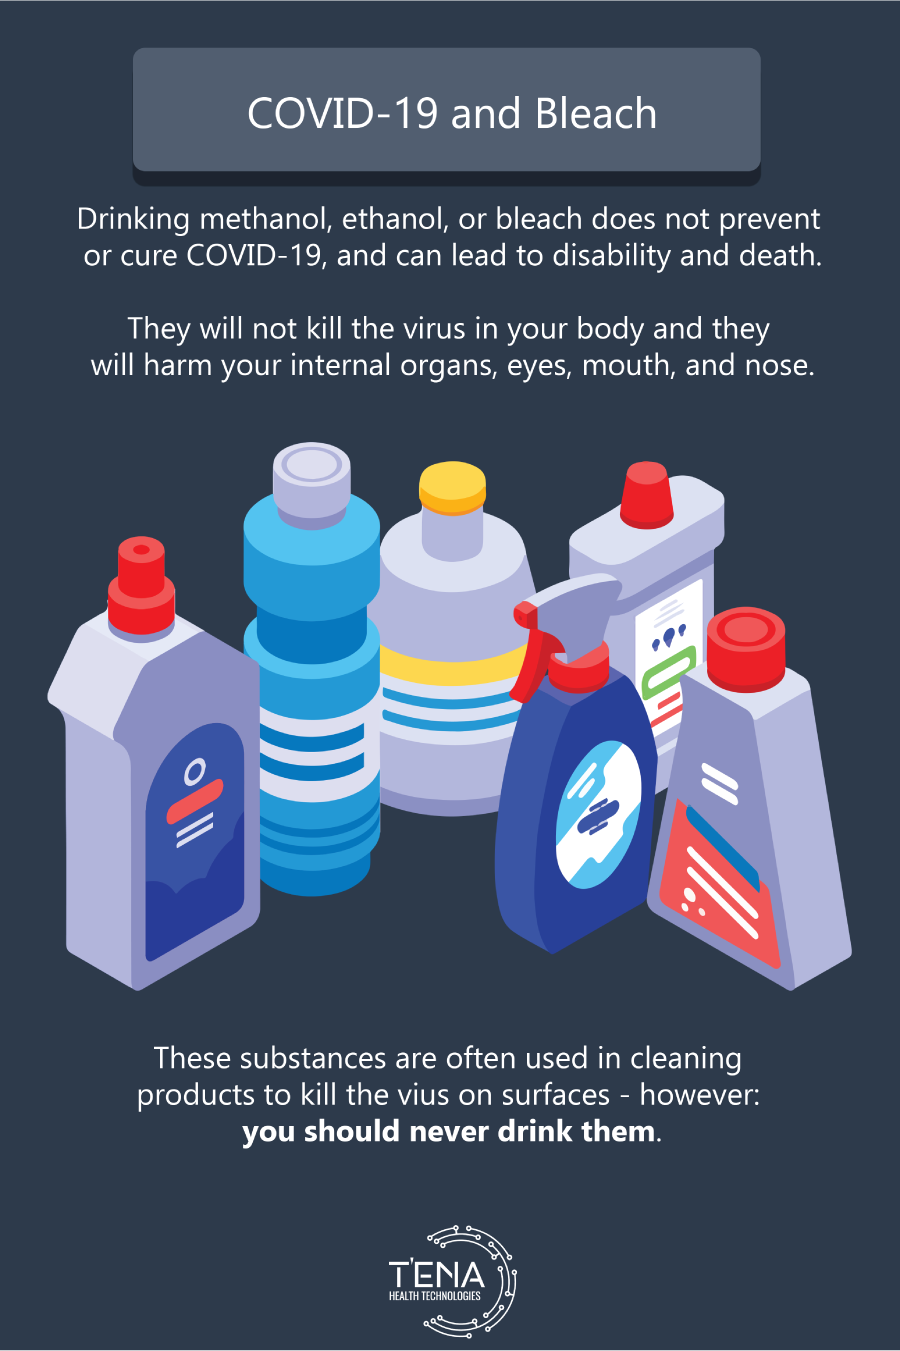 COVID-19 and Bleach
Drinking methanol, ethanol, or bleach does not prevent
or cure COVID-19, and can lead to disability and death.
They will not kill the virus in your body and they
will harm your internal organs, eyes, mouth, and nose.
These substances are often used in cleaning
products to kill the vius on surfaces - however:
you should never drink them.
T'ENA
HEALTH TECHNOLOGIES